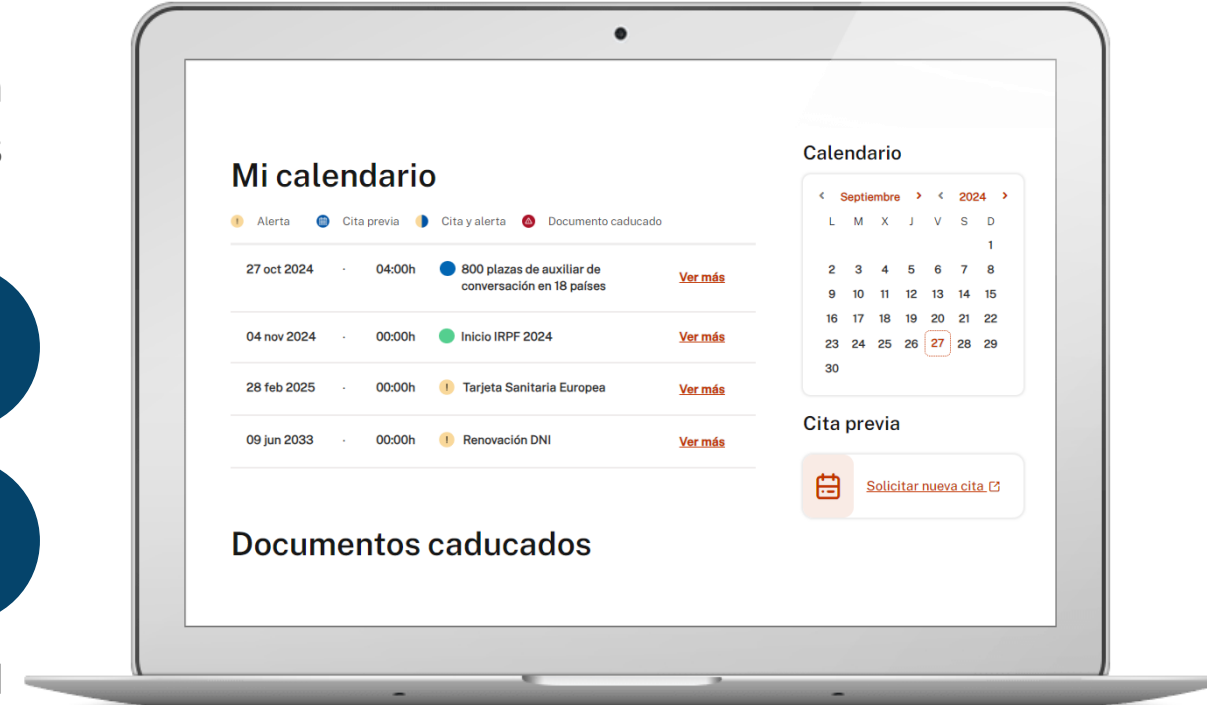 Mi calendario
Alerta Cita previa Cita y alerta Documento caducado
27 oct 2024 · 04:00h 800 plazas de auxiliar de
conversación en 18 países Ver más
04 nov 2024 · 00:00h Inicio IRPF 2024 Ver más
28 feb 2025 · 00:00h ! Tarjeta Sanitaria Europea Ver más
09 jun 2033 · 00:00h ! Renovación DNI Ver más
Documentos caducados
Calendario
< Septiembre > < 2024 >
L M X J V S D
1
2 3 4 5 6 7 8
9 10 11 12 13 14 15
16 17 18 19 20 21 22
23 24 25 26 27 28 29
30
Cita previa
Solicitar nueva cita